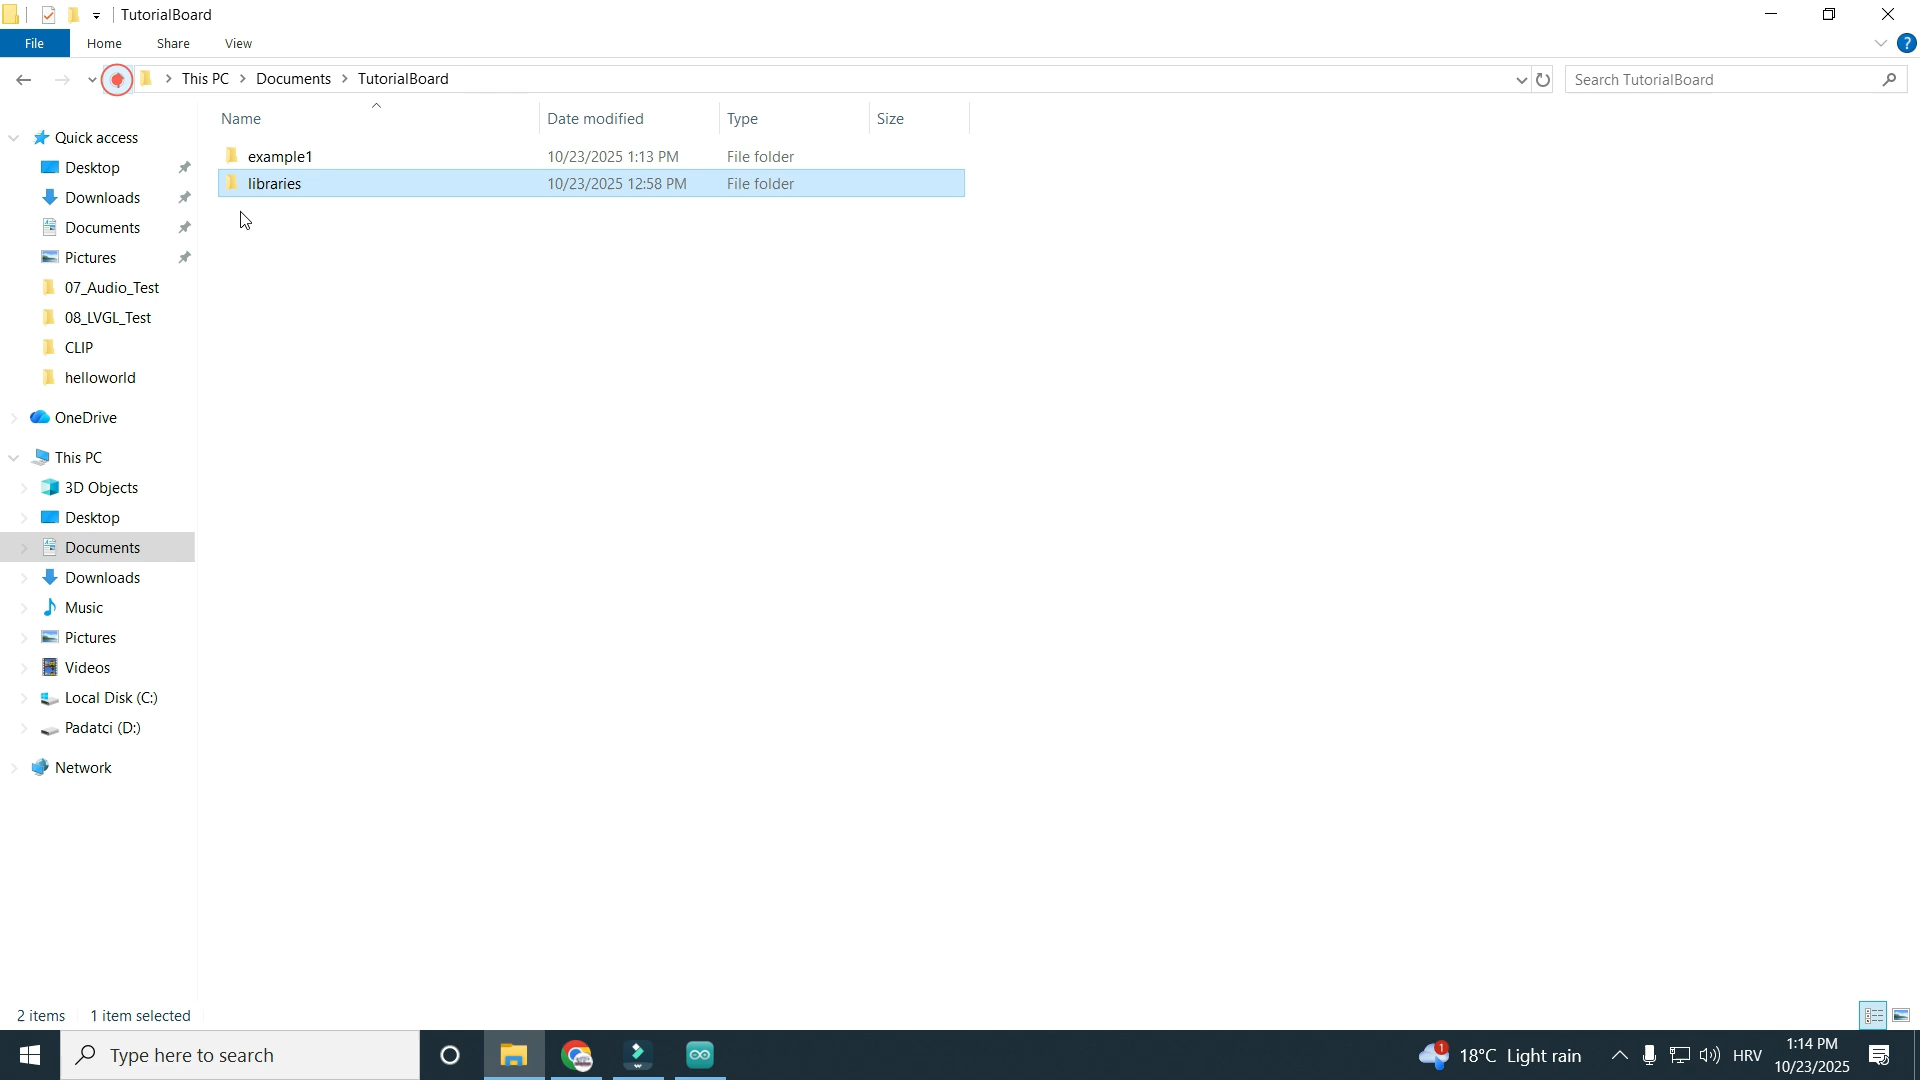 TutorialBoard
File Home Share View
This PC Documents TutorialBoard
Search TutorialBoard
Name Date modified Type Size
example1 10/23/2025 1:13 PM File folder
libraries 10/23/2025 12:58 PM File folder
Quick access
Desktop
Downloads
Documents
Pictures
07_Audio_Test
08_LVGL_Test
CLIP
helloworld
OneDrive
This PC
3D Objects
Desktop
Documents
Downloads
Music
Pictures
Videos
Local Disk (C:)
Padatci (D:)
Network
2 items 1 item selected
Type here to search
1
18°C Light rain
HRV
1:14 PM
10/23/2025